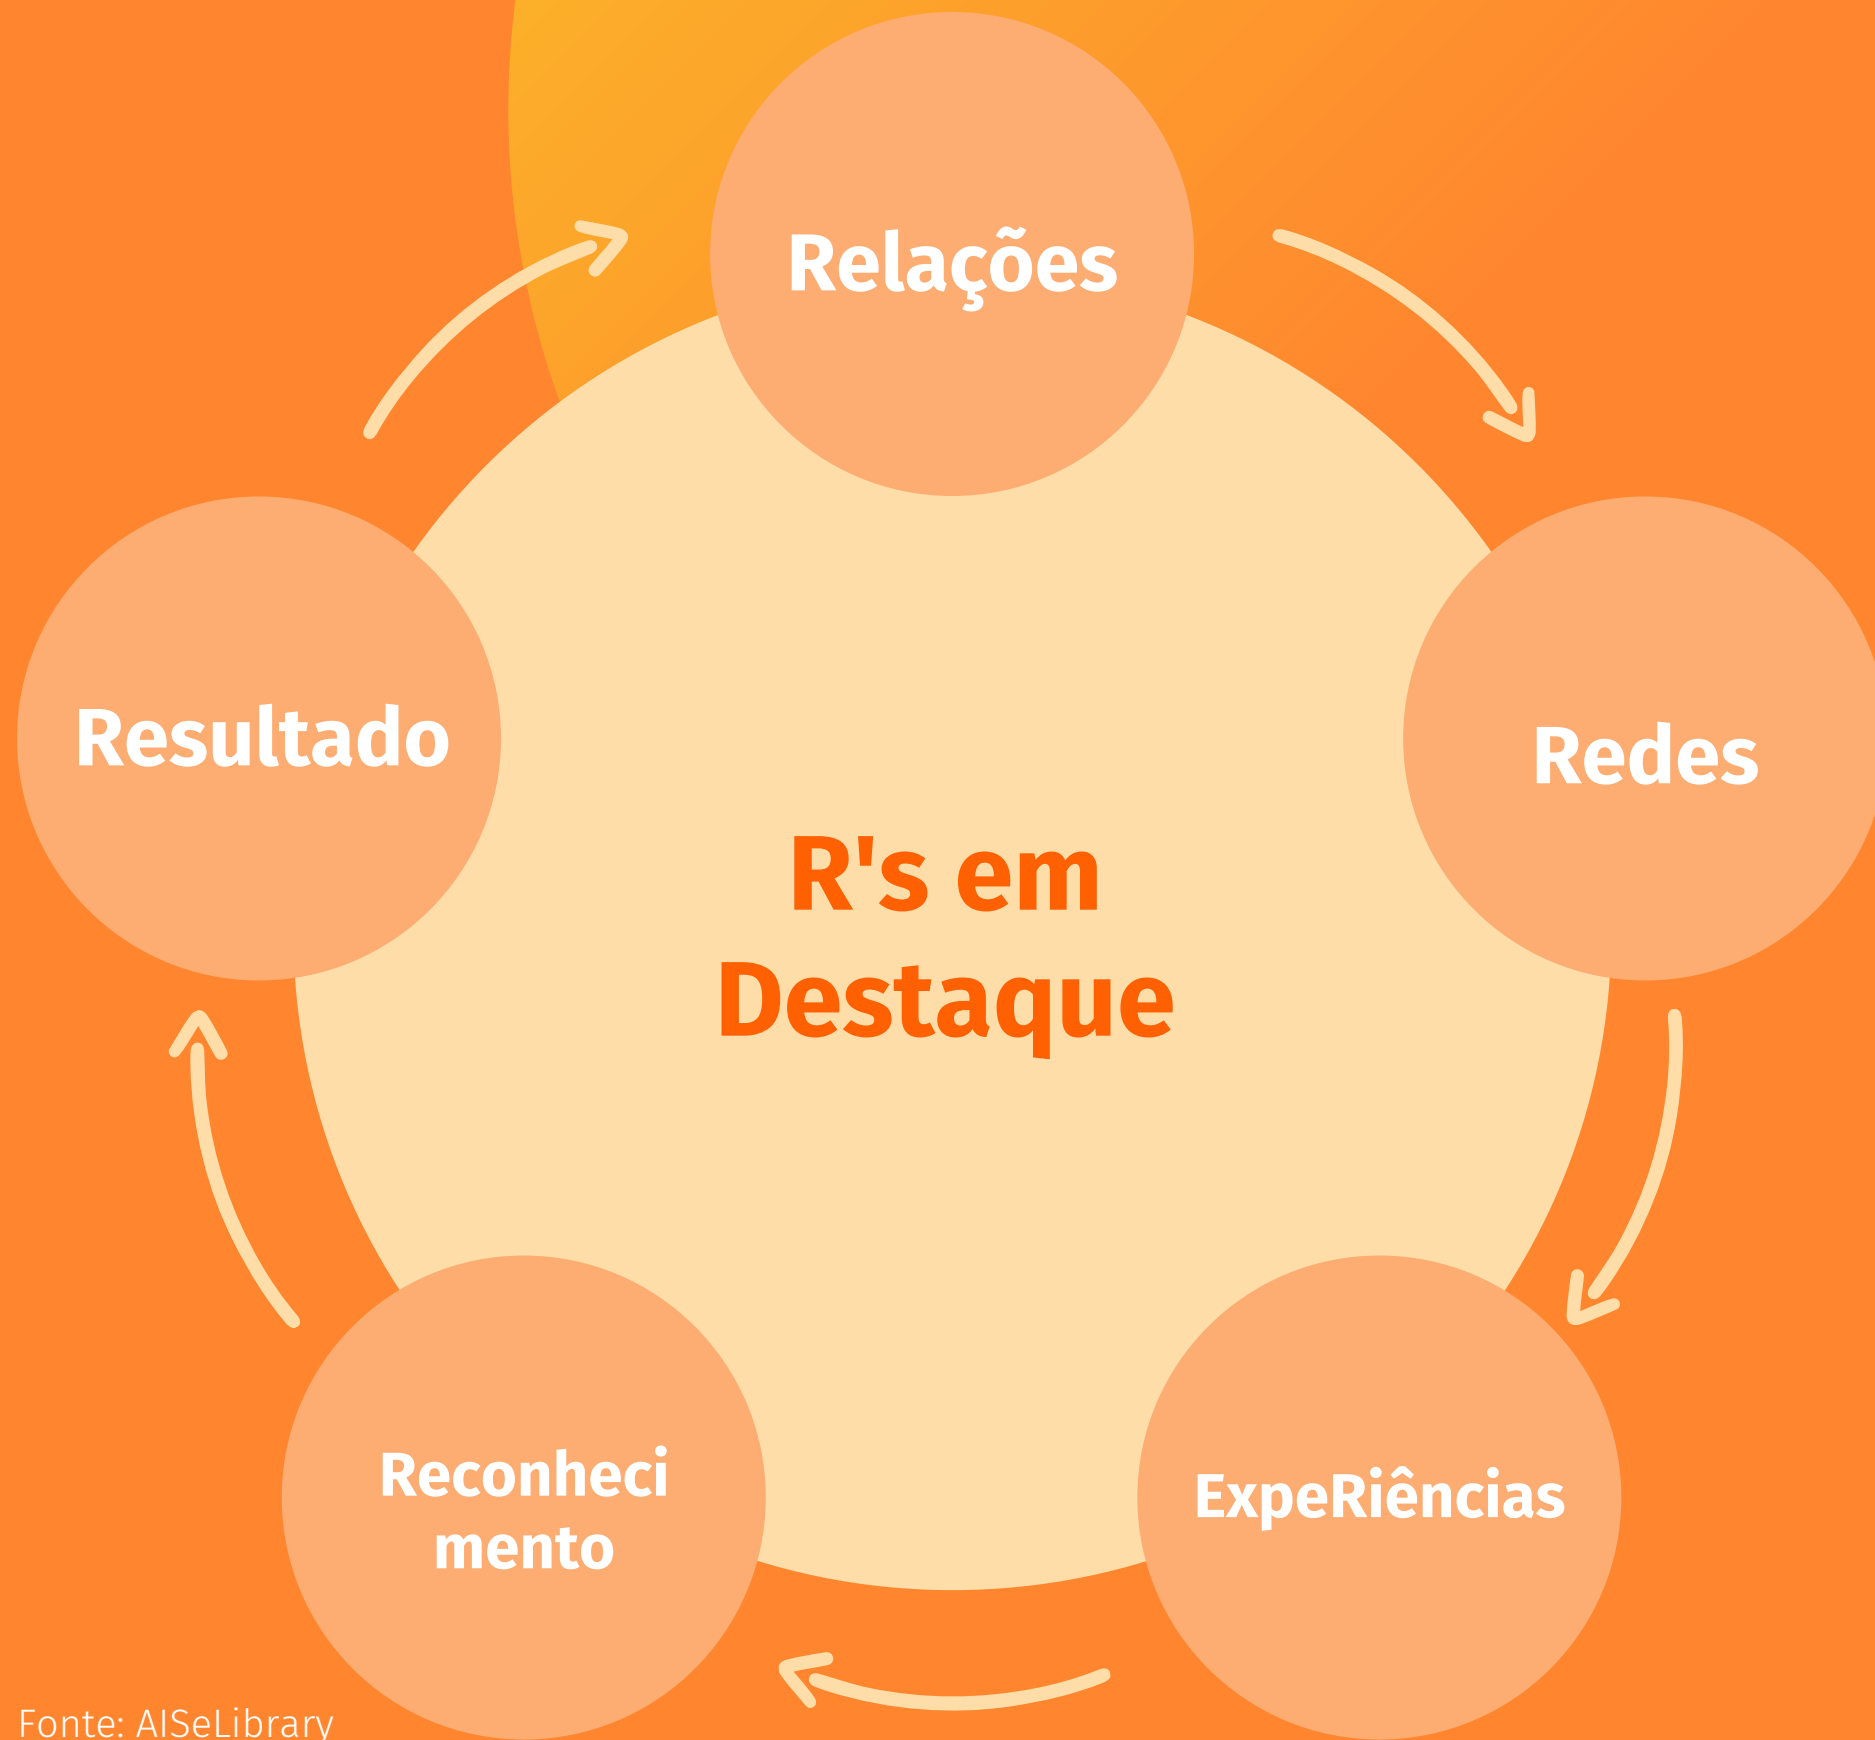 Relações
Resultado
Redes
R's em
Destaque
Reconheci
mento
ExpeRiências
Fonte: AISeLibrary